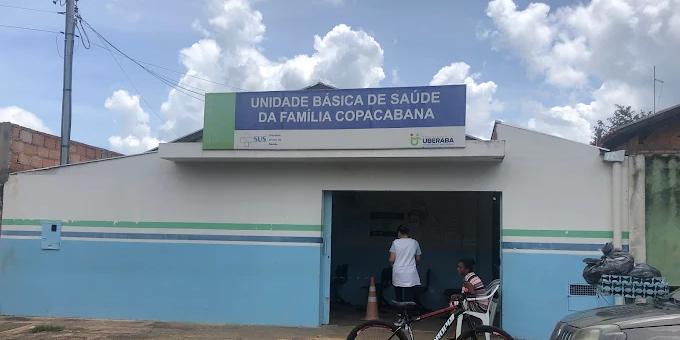 UNIDADE BÁSICA DE SAÚDE
DA FAMÍLIA COPACABANA
SUS
UBERABA